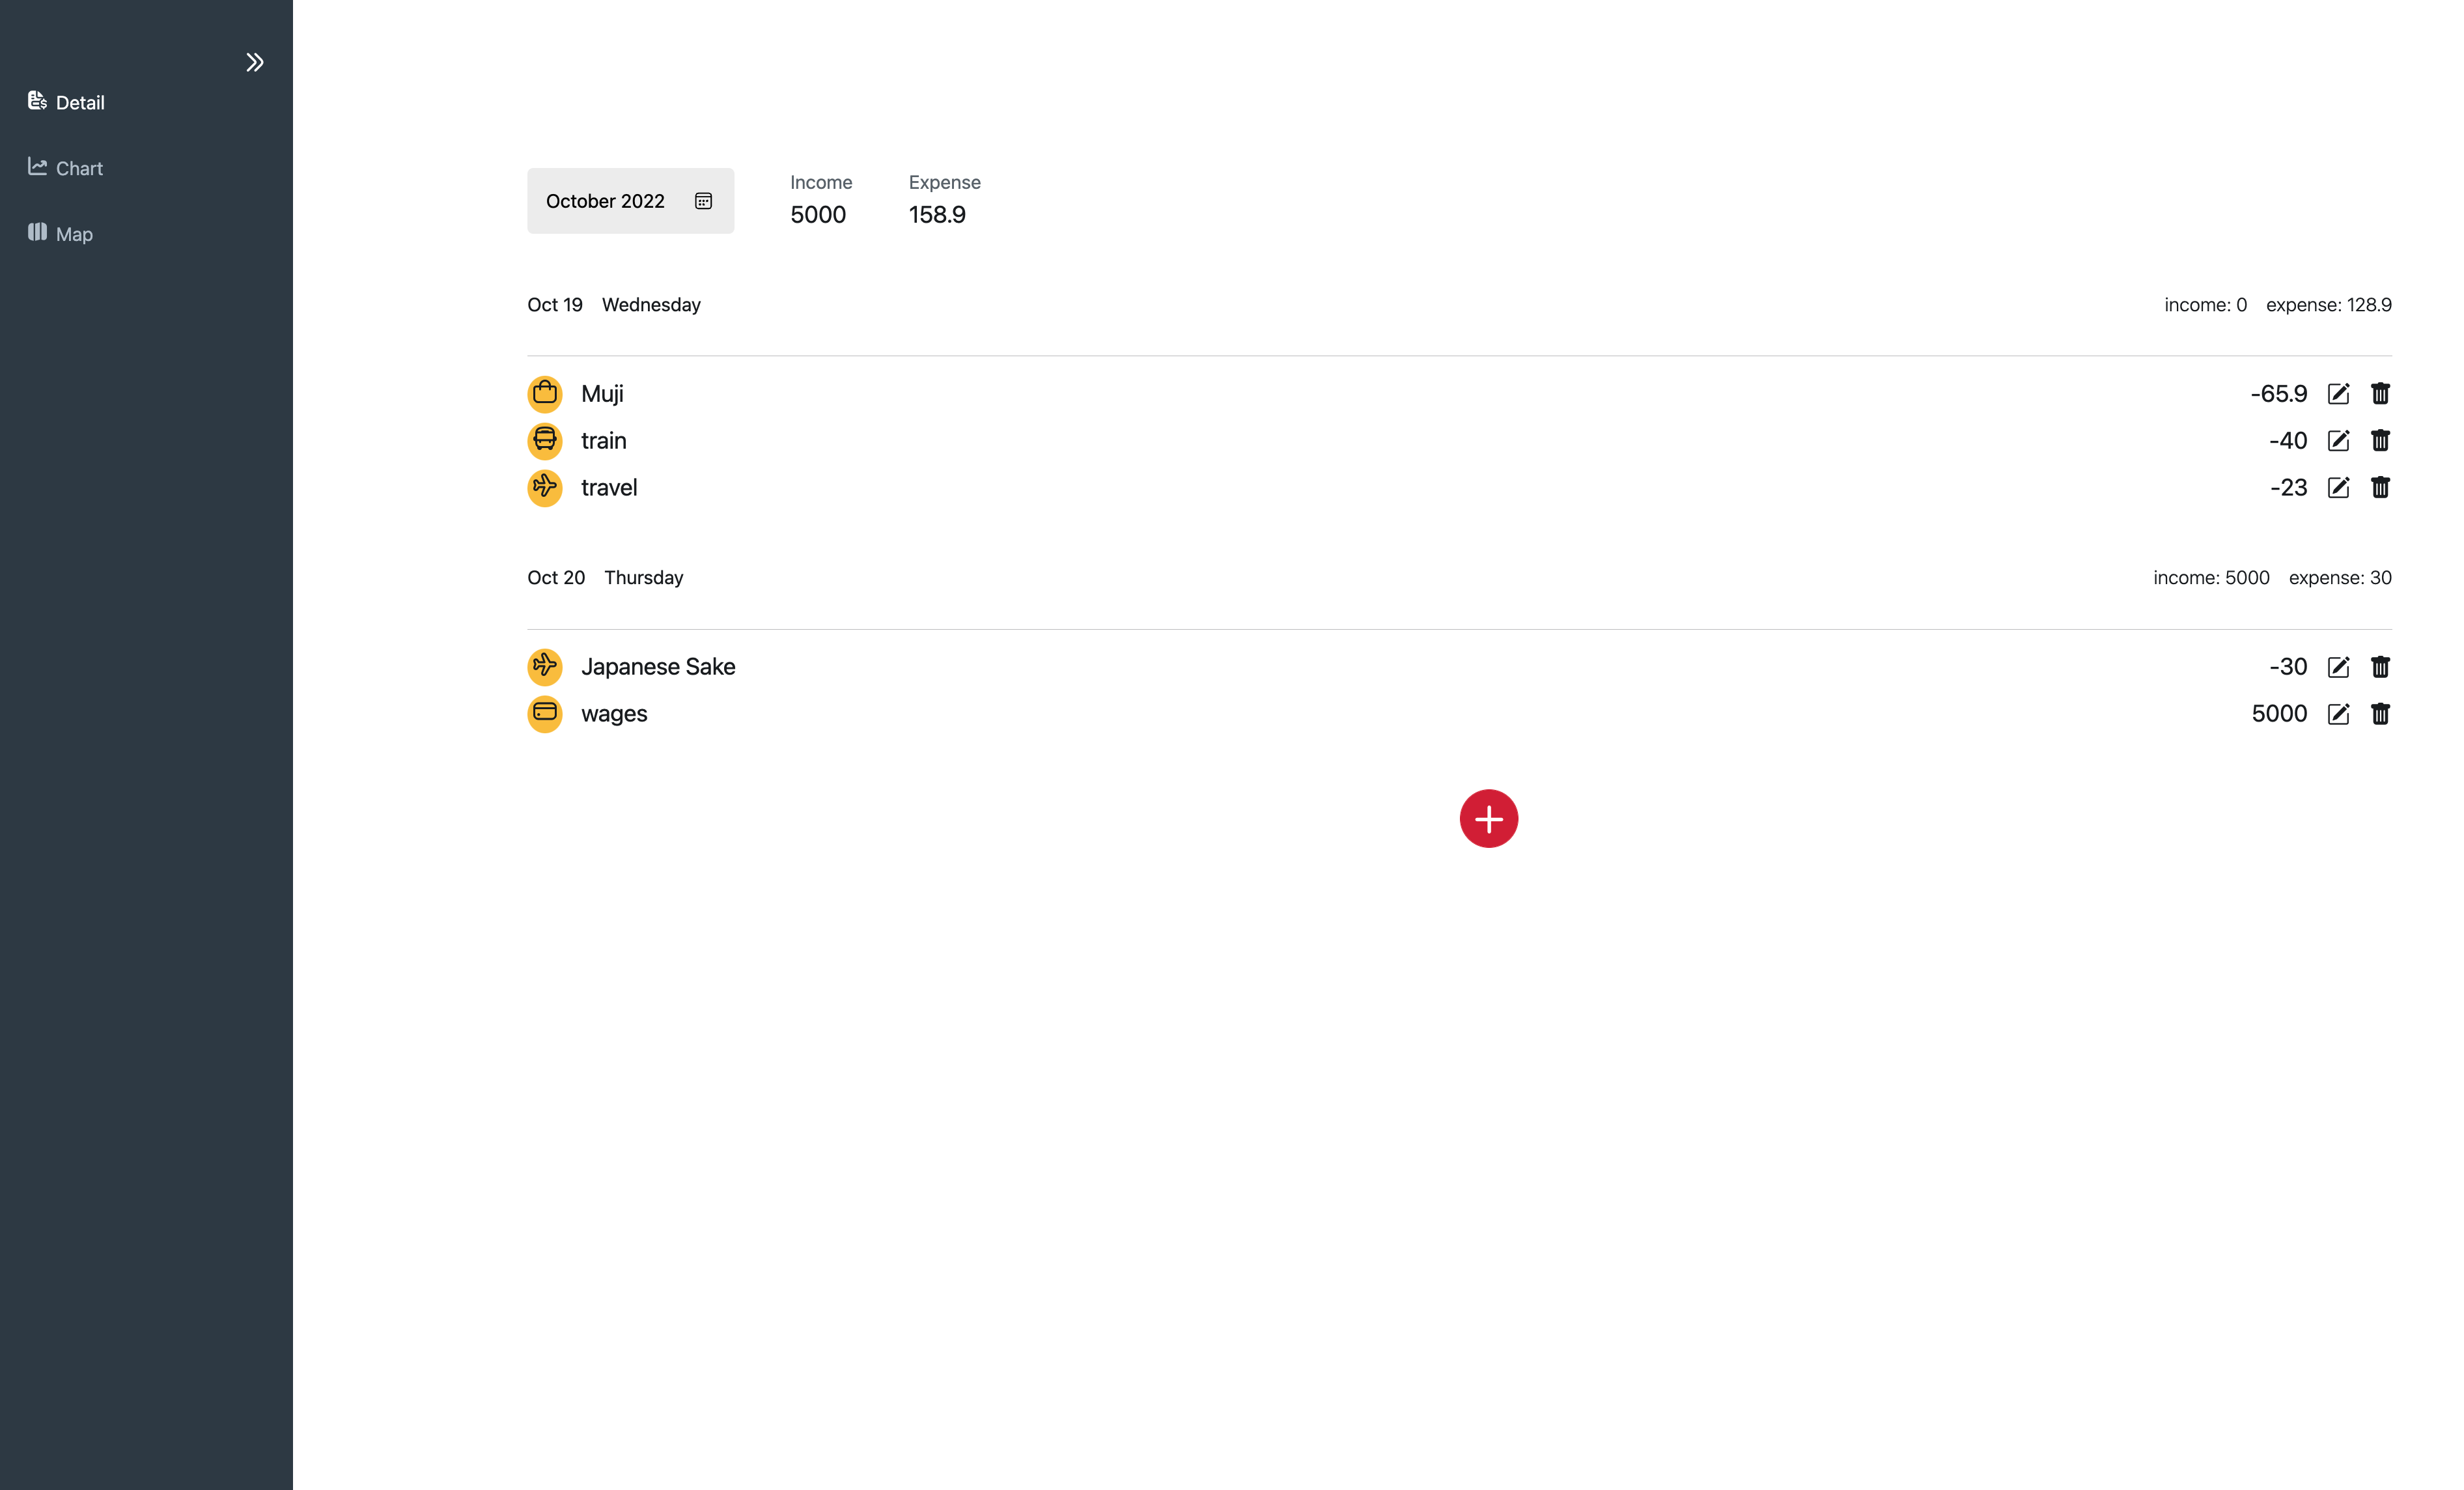 Detail
Chart
Map
October 2022
Income
5000
Expense
158.9
Oct 19 Wednesday income: 0 expense: 128.9
Muji -65.9
train -40
travel -23
Oct 20 Thursday income: 5000 expense: 30
Japanese Sake -30
wages 5000